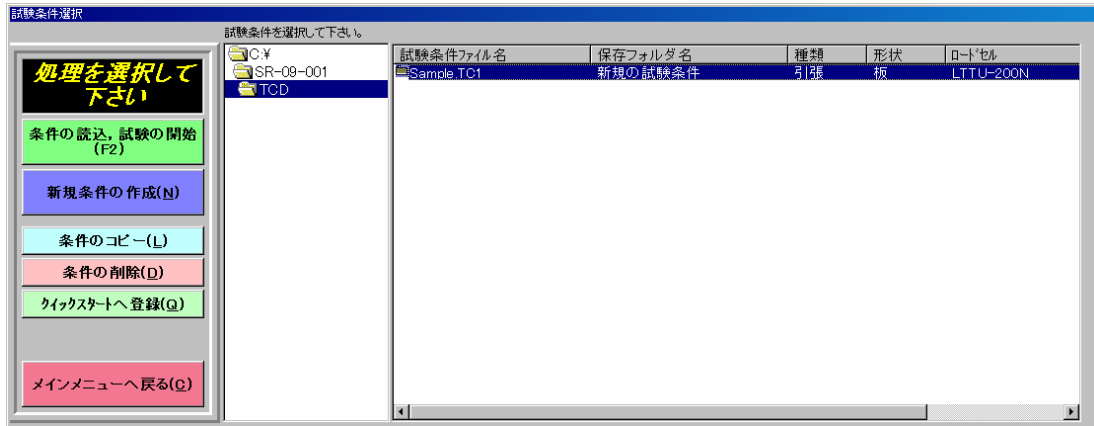 試験条件選択
試験条件を選択して下さい。
処理を選択して
下さい
条件の読込,試験の開始
(F2)
新規条件の作成(N)
条件のコピー(L)
条件の削除(D)
クイックスタートへ登録(Q)
メインメニューへ戻る(C)
C:¥
SR-09-001
TCD
試験条件ファイル名 保存フォルダ名 種類 形状 ロードセル
Sample.TC1 新規の試験条件 引張 板 LTTU-200N